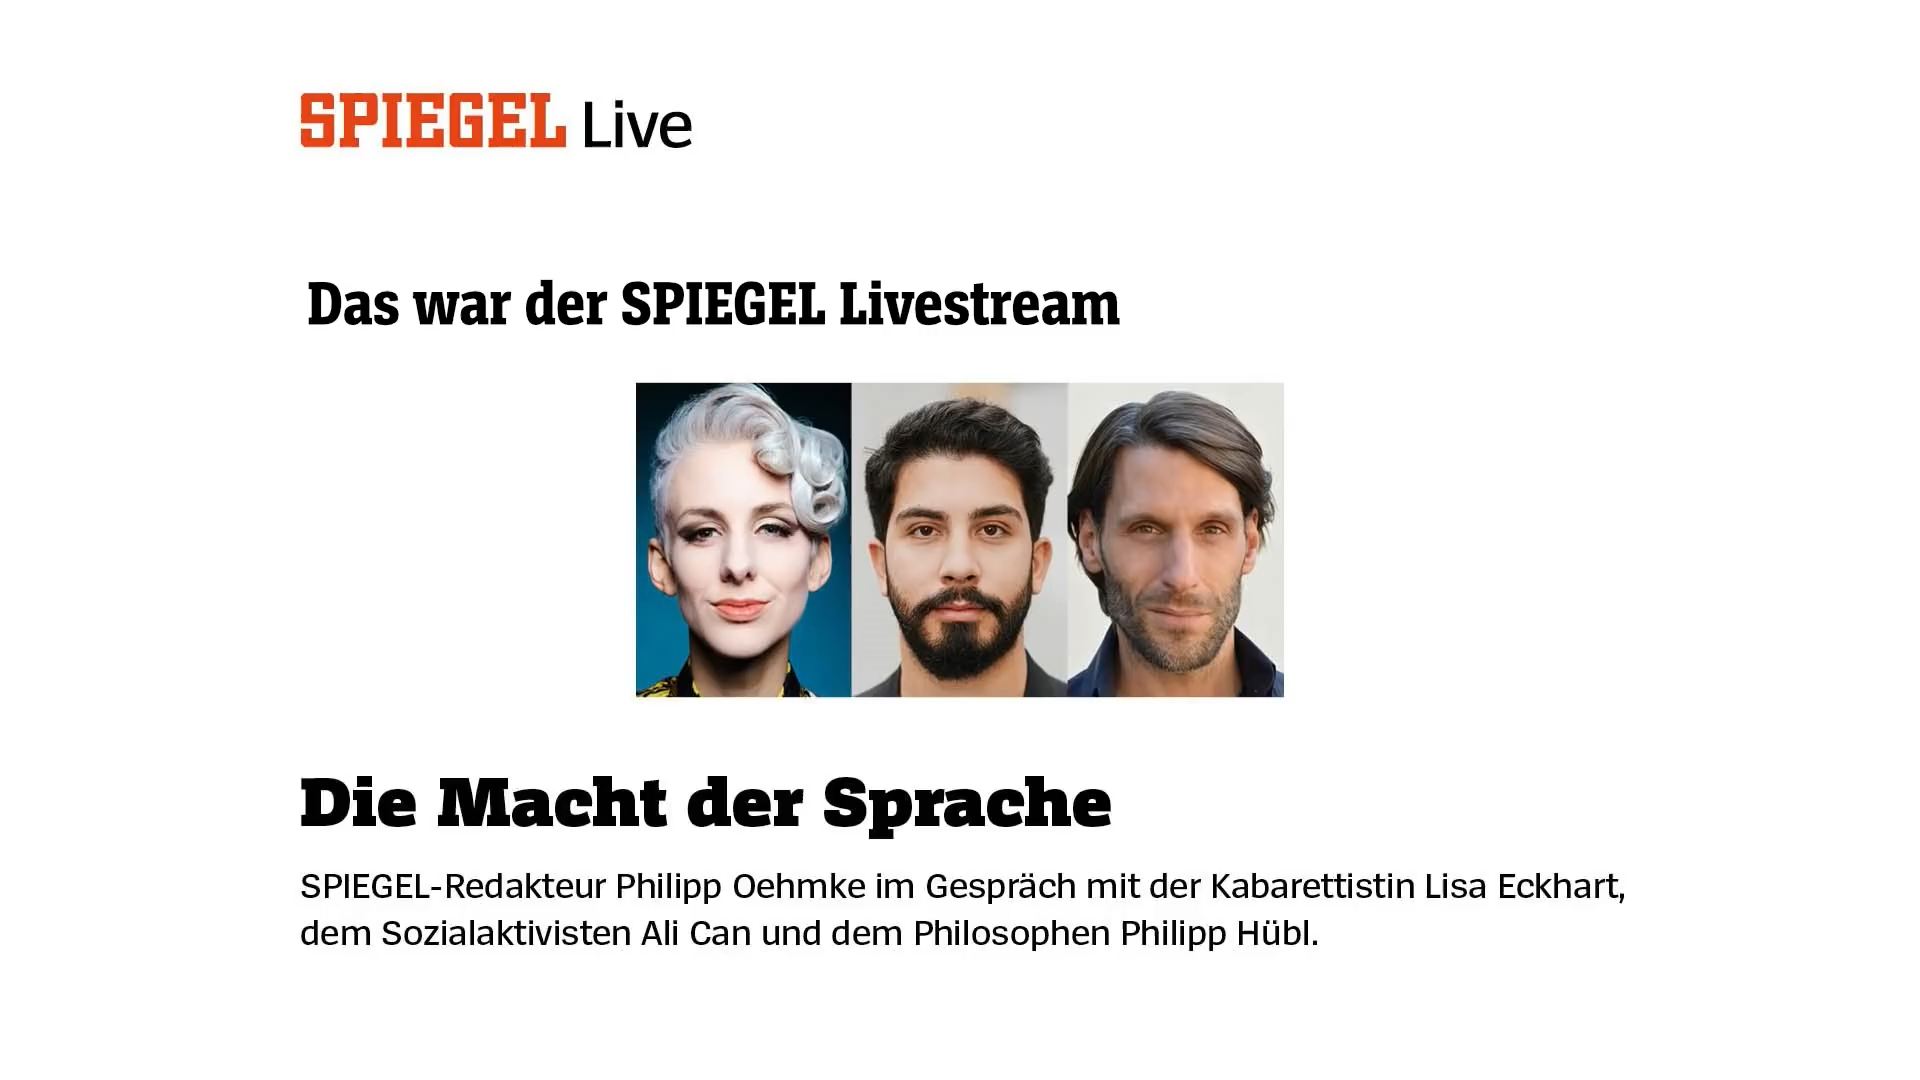 SPIEGEL Live
Das war der SPIEGEL Livestream
Die Macht der Sprache
SPIEGEL-Redakteur Philipp Oehmke im Gespräch mit der Kabarettistin Lisa Eckhart,
dem Sozialaktivisten Ali Can und dem Philosophen Philipp Hübl.